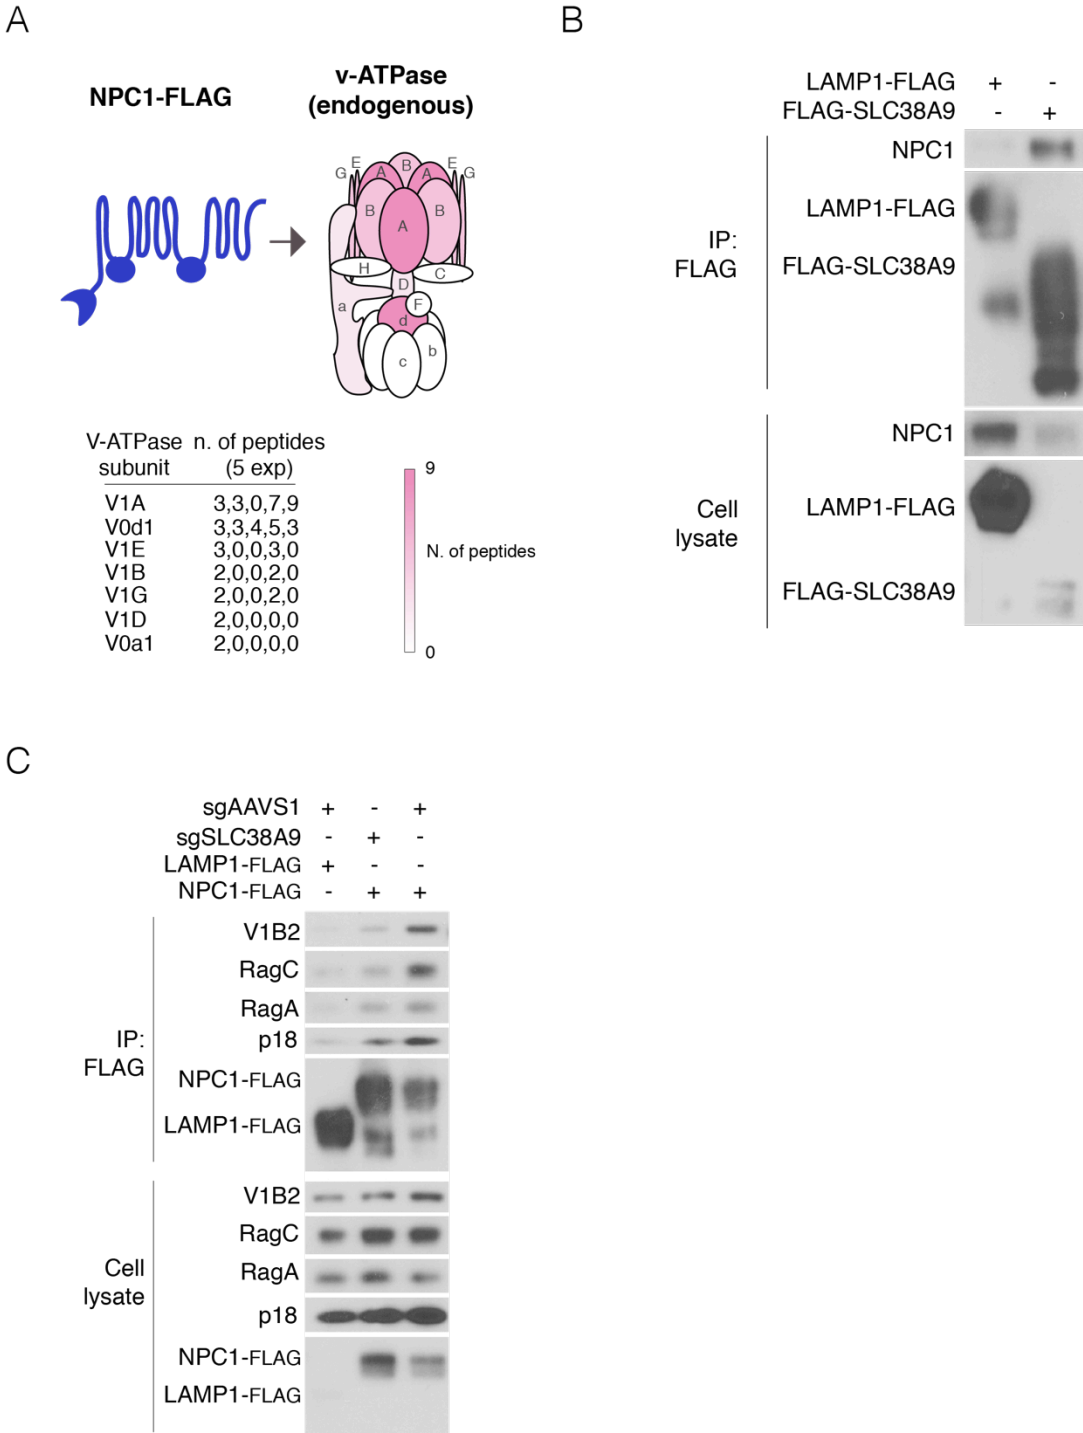 A
NPC1-FLAG
v-ATPase
(endogenous)
G E A B A E G
B A B
H C
D
a F
d
c b
V-ATPase n. of peptides
subunit (5 exp)
V1A 3,3,0,7,9
V0d1 3,3,4,5,3
V1E 3,0,0,3,0
V1B 2,0,0,2,0
V1G 2,0,0,2,0
V1D 2,0,0,0,0
V0a1 2,0,0,0,0
9
N. of peptides
0
B
LAMP1-FLAG + -
FLAG-SLC38A9 - +
IP:
FLAG
NPC1
LAMP1-FLAG
FLAG-SLC38A9
Cell
lysate
NPC1
LAMP1-FLAG
FLAG-SLC38A9
C
sgAAVS1 + - +
sgSLC38A9 - + -
LAMP1-FLAG + - -
NPC1-FLAG - + +
IP:
FLAG
V1B2
RagC
RagA
p18
NPC1-FLAG
LAMP1-FLAG
Cell
lysate
V1B2
RagC
RagA
p18
NPC1-FLAG
LAMP1-FLAG